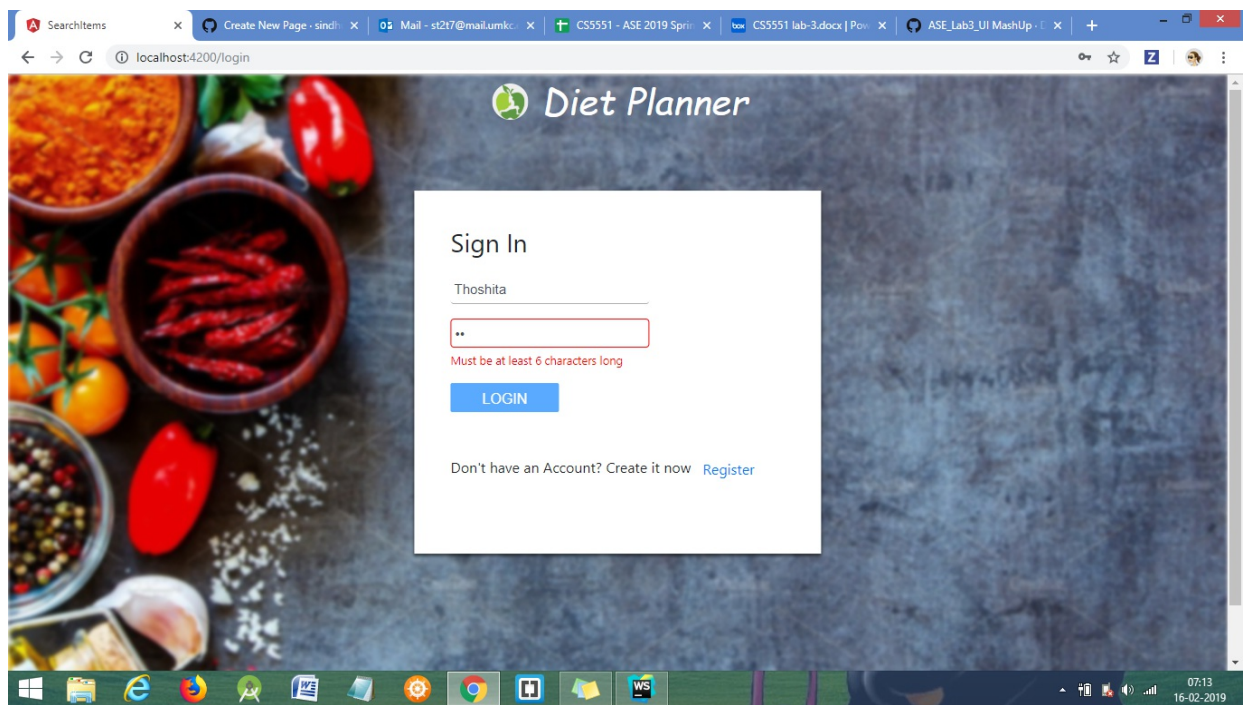 SearchItems
Create New Page · sindh
Mail - st2t7@mail.umkc.
CS5551 - ASE 2019 Sprin
CS5551 lab-3.docx | Pow
ASE_Lab3_UI MashUp ·
localhost:4200/login
Z
Diet Planner
Sign In
Thoshita
••
Must be at least 6 characters long
LOGIN
Don't have an Account? Create it now Register
WS
07:13
16-02-2019